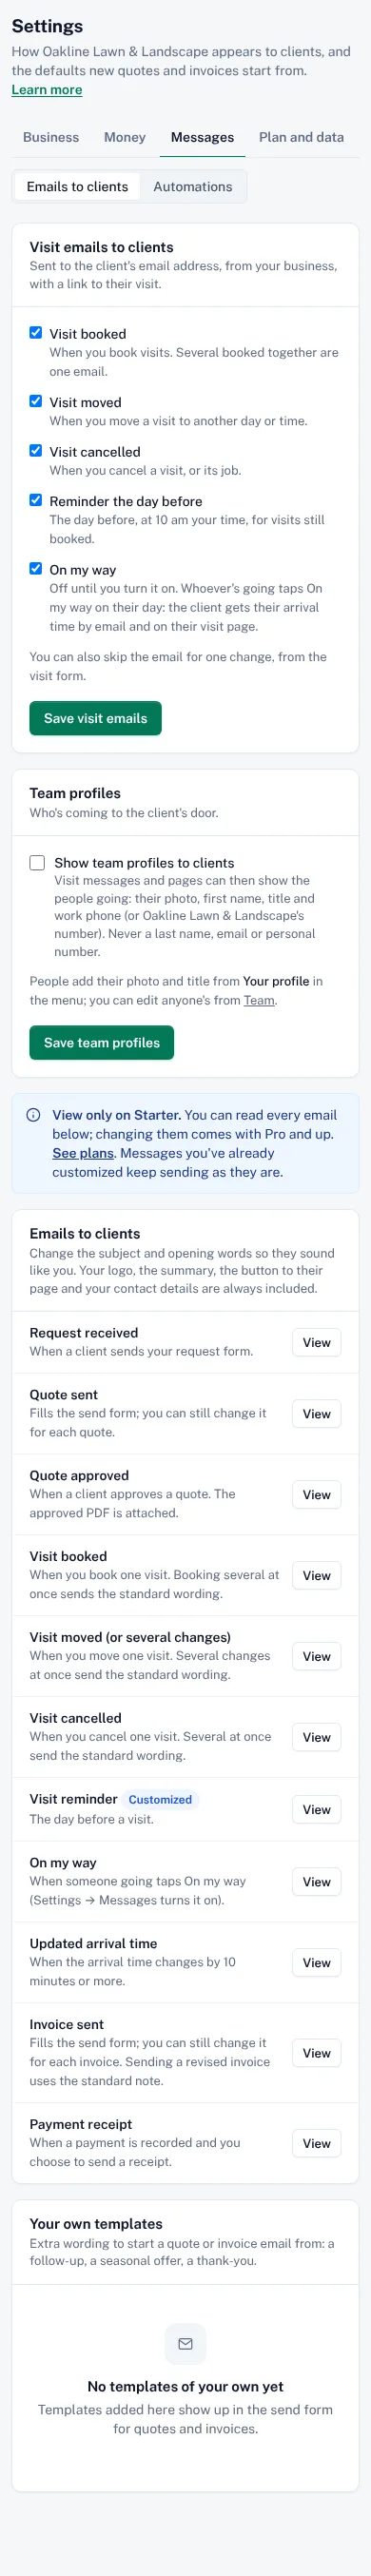 Settings
How Oakline Lawn & Landscape appears to clients, and
the defaults new quotes and invoices start from.
Learn more
Business Money Messages Plan and data
Emails to clients Automations
Visit emails to clients
Sent to the client's email address, from your business,
with a link to their visit.
Visit booked
When you book visits. Several booked together are
one email.
Visit moved
When you move a visit to another day or time.
Visit cancelled
When you cancel a visit, or its job.
Reminder the day before
The day before, at 10 am your time, for visits still
booked.
On my way
Off until you turn it on. Whoever's going taps On
my way on their day: the client gets their arrival
time by email and on their visit page.
You can also skip the email for one change, from the
visit form.
Save visit emails
Team profiles
Who's coming to the client's door.
Show team profiles to clients
Visit messages and pages can then show the
people going: their photo, first name, title and
work phone (or Oakline Lawn & Landscape's
number). Never a last name, email or personal
number.
People add their photo and title from Your profile in
the menu; you can edit anyone's from Team.
Save team profiles
View only on Starter. You can read every email
below; changing them comes with Pro and up.
See plans. Messages you've already
customized keep sending as they are.
Emails to clients
Change the subject and opening words so they sound
like you. Your logo, the summary, the button to their
page and your contact details are always included.
Request received
When a client sends your request form.
View
Quote sent
Fills the send form; you can still change it
for each quote.
View
Quote approved
When a client approves a quote. The
approved PDF is attached.
View
Visit booked
When you book one visit. Booking several at
once sends the standard wording.
View
Visit moved (or several changes)
When you move one visit. Several changes
at once send the standard wording.
View
Visit cancelled
When you cancel one visit. Several at once
send the standard wording.
View
Visit reminder Customized
The day before a visit.
View
On my way
When someone going taps On my way
(Settings → Messages turns it on).
View
Updated arrival time
When the arrival time changes by 10
minutes or more.
View
Invoice sent
Fills the send form; you can still change it
for each invoice. Sending a revised invoice
uses the standard note.
View
Payment receipt
When a payment is recorded and you
choose to send a receipt.
View
Your own templates
Extra wording to start a quote or invoice email from: a
follow-up, a seasonal offer, a thank-you.
No templates of your own yet
Templates added here show up in the send form
for quotes and invoices.